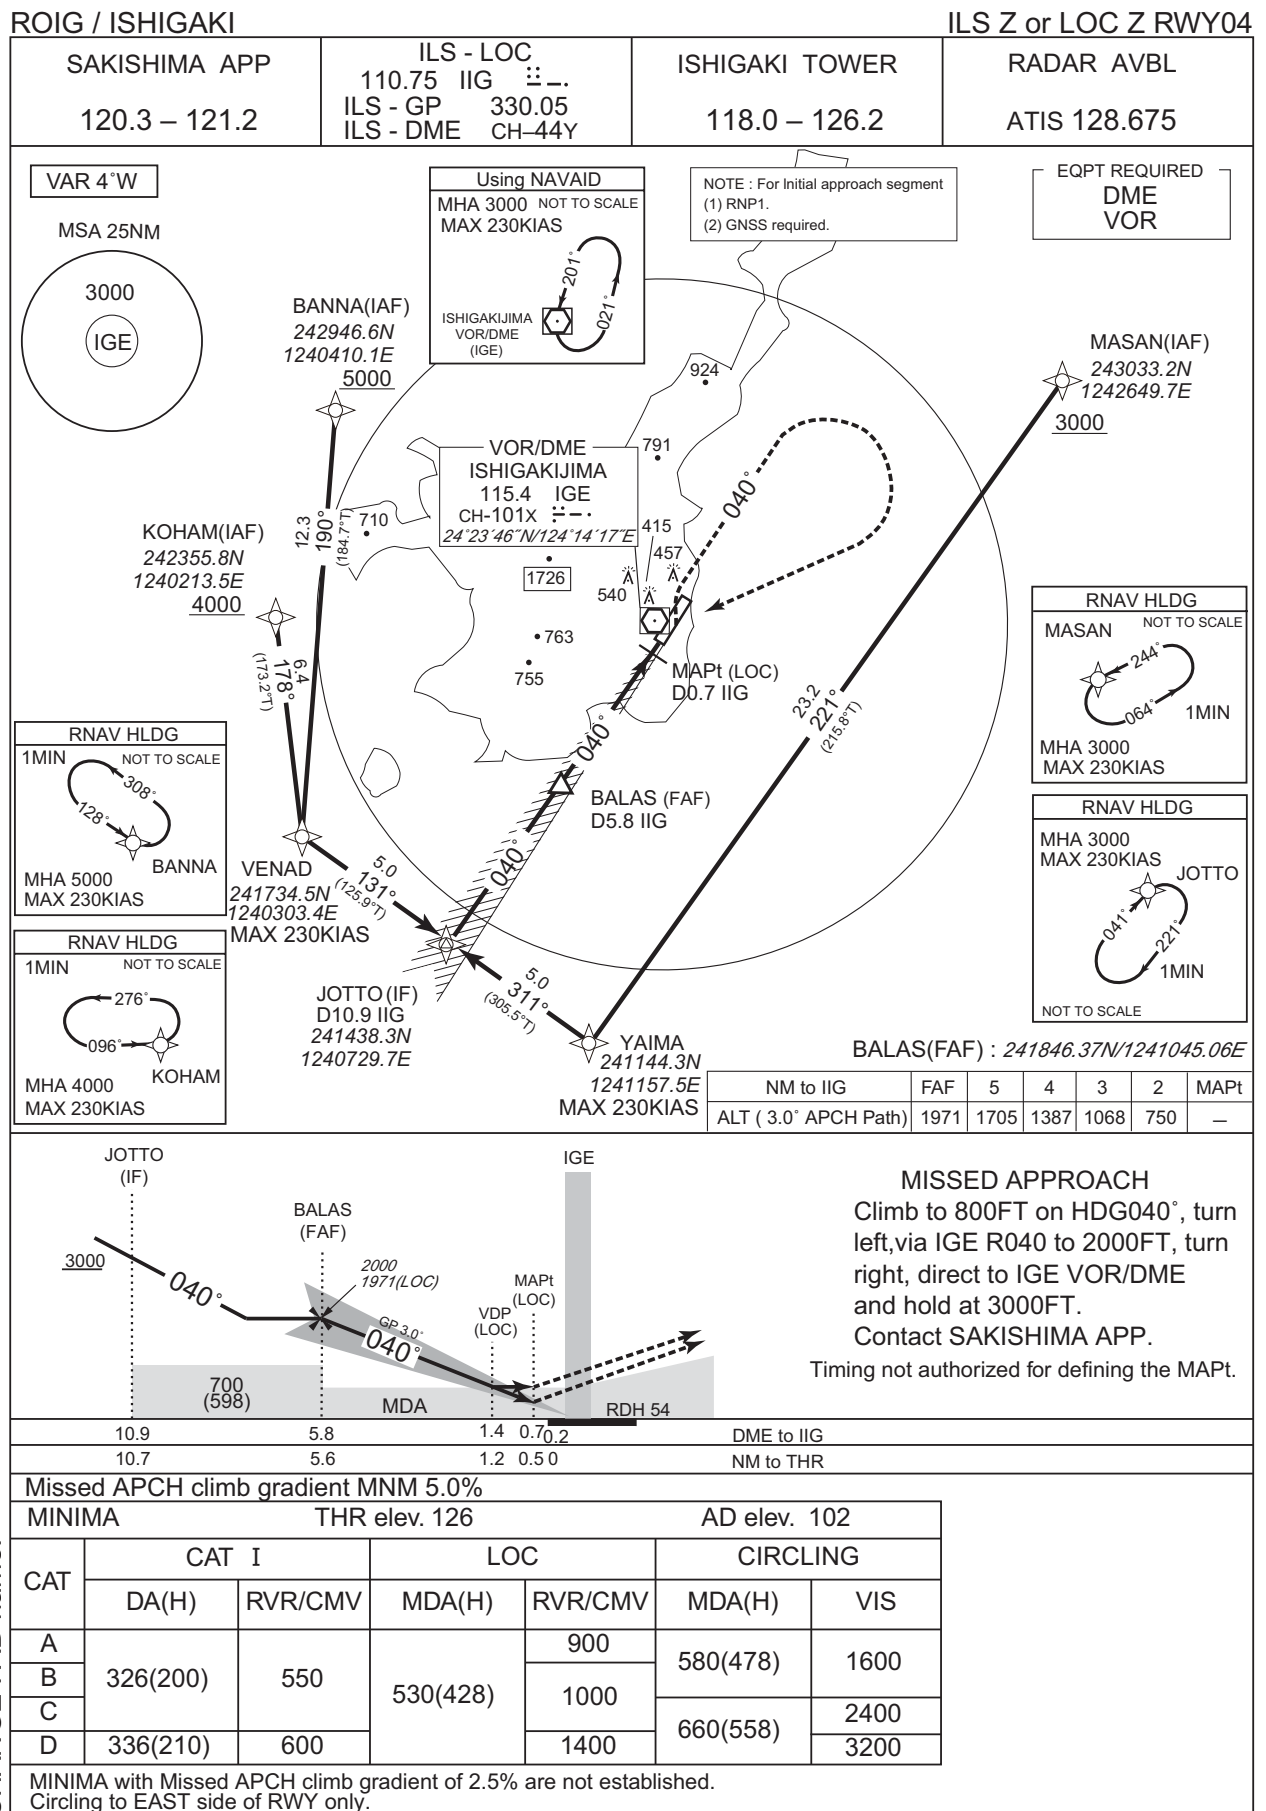 ROIG / ISHIGAKI
ILS Z or LOC Z RWY04
SAKISHIMA APP
120.3 – 121.2
ILS - LOC
110.75 IIG
ILS - GP 330.05
ILS - DME CH–44Y
ISHIGAKI TOWER
118.0 – 126.2
RADAR AVBL
ATIS 128.675
VAR 4˚W
MSA 25NM
3000
IGE
Using NAVAID
MHA 3000 NOT TO SCALE
MAX 230KIAS
201˚
021˚
ISHIGAKIJIMA
VOR/DME
(IGE)
NOTE : For Initial approach segment
(1) RNP1.
(2) GNSS required.
EQPT REQUIRED
DME
VOR
BANNA(IAF)
242946.6N
1240410.1E
5000
MASAN(IAF)
243033.2N
1242649.7E
3000
924
791
VOR/DME
ISHIGAKIJIMA
115.4 IGE
CH-101X
24˚23´46˝N/124˚14´17˝E
040˚
415
457
540
1726
710
763
755
12.3
190°
(184.7°T)
KOHAM(IAF)
242355.8N
1240213.5E
4000
6.4
178°
(173.2°T)
MAPt (LOC)
D0.7 IIG
040˚
23.2
221°
(215.8°T)
RNAV HLDG
MASAN NOT TO SCALE
244˚
064˚
1MIN
MHA 3000
MAX 230KIAS
RNAV HLDG
1MIN NOT TO SCALE
308˚
128˚
BANNA
MHA 5000
MAX 230KIAS
BALAS (FAF)
D5.8 IIG
040˚
RNAV HLDG
MHA 3000
MAX 230KIAS
JOTTO
041˚
221˚
1MIN
NOT TO SCALE
VENAD
241734.5N
1240303.4E
MAX 230KIAS
5.0
131°
(125.9°T)
RNAV HLDG
1MIN NOT TO SCALE
276˚
096˚
KOHAM
MHA 4000
MAX 230KIAS
JOTTO (IF)
D10.9 IIG
241438.3N
1240729.7E
5.0
311°
(305.5°T)
YAIMA
241144.3N
1241157.5E
MAX 230KIAS
BALAS(FAF) : 241846.37N/1241045.06E
NM to IIG FAF 5 4 3 2 MAPt
ALT ( 3.0˚ APCH Path) 1971 1705 1387 1068 750 –
JOTTO
(IF)
3000
040˚
BALAS
(FAF)
2000
1971(LOC)
GP 3.0˚
040˚
VDP
(LOC)
MAPt
(LOC)
IGE
700
(598)
MDA
RDH 54
10.9 5.8 1.4 0.7 0.2 DME to IIG
10.7 5.6 1.2 0.5 0 NM to THR
MISSED APPROACH
Climb to 800FT on HDG040˚, turn
left,via IGE R040 to 2000FT, turn
right, direct to IGE VOR/DME
and hold at 3000FT.
Contact SAKISHIMA APP.
Timing not authorized for defining the MAPt.
Missed APCH climb gradient MNM 5.0%
MINIMA THR elev. 126 AD elev. 102
CAT CAT I LOC CIRCLING
DA(H) RVR/CMV MDA(H) RVR/CMV MDA(H) VIS
A 326(200) 550 530(428) 900 580(478) 1600
B 1000
C 660(558) 2400
D 336(210) 600 1400 3200
MINIMA with Missed APCH climb gradient of 2.5% are not established.
Circling to EAST side of RWY only.